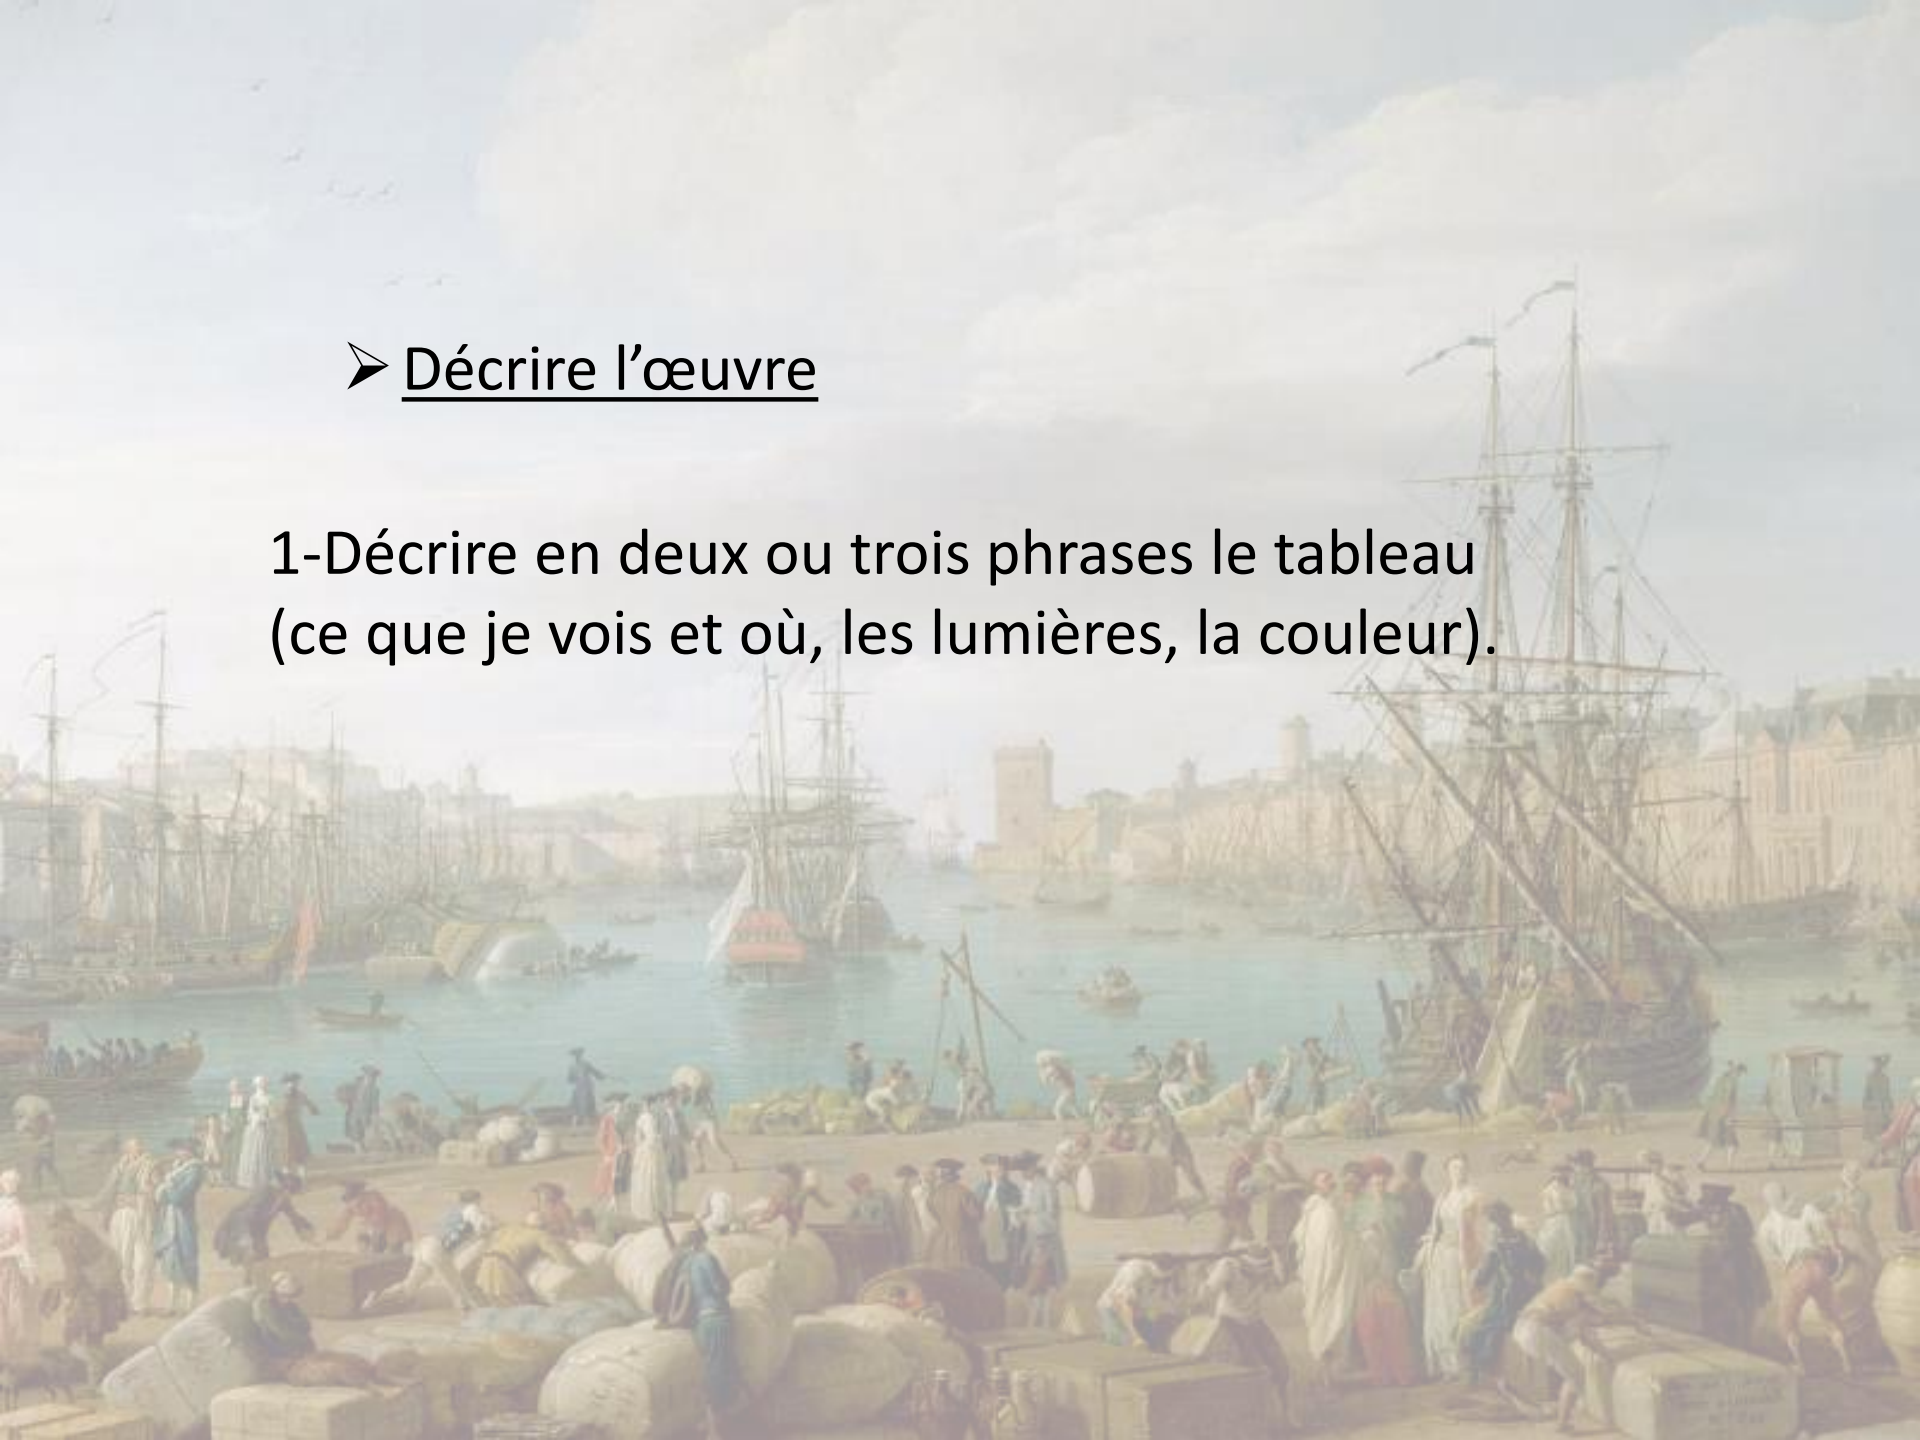 ➢ Décrire l’œuvre
1-Décrire en deux ou trois phrases le tableau
(ce que je vois et où, les lumières, la couleur).